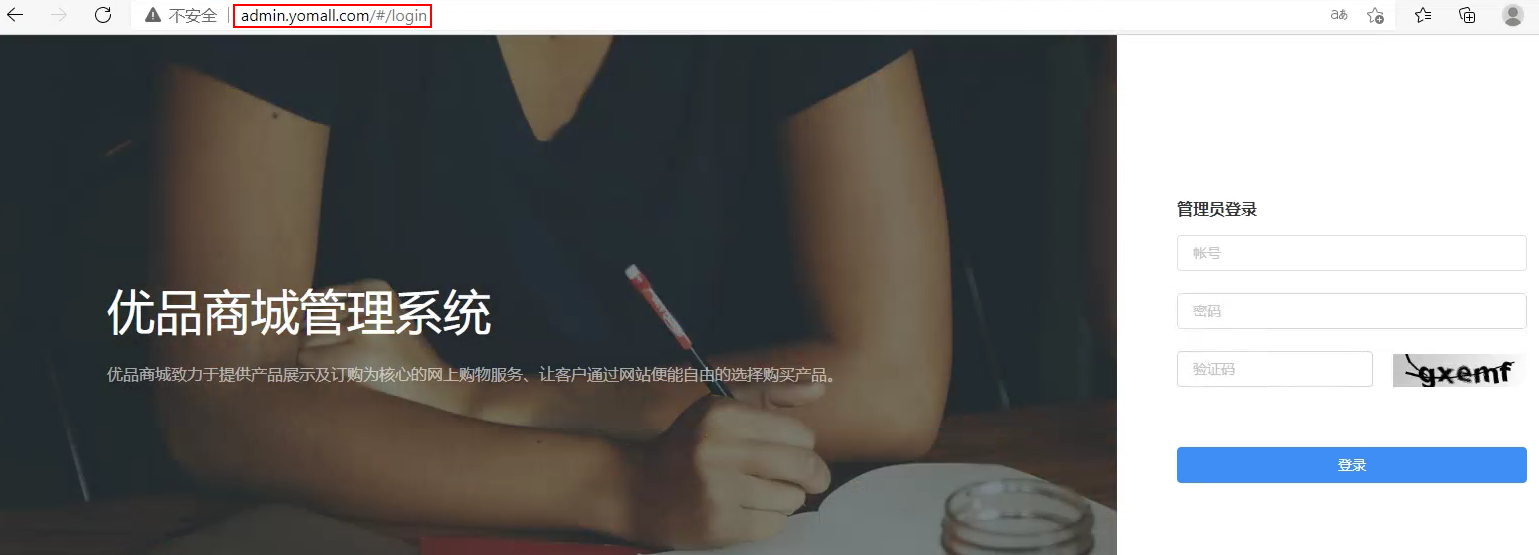 不安全 admin.yomall.com/#/login
优品商城管理系统
优品商城致力于提供产品展示及订购为核心的网上购物服务、让客户通过网站便能自由的选择购买产品。
管理员登录
帐号
密码
验证码 gxemf
登录